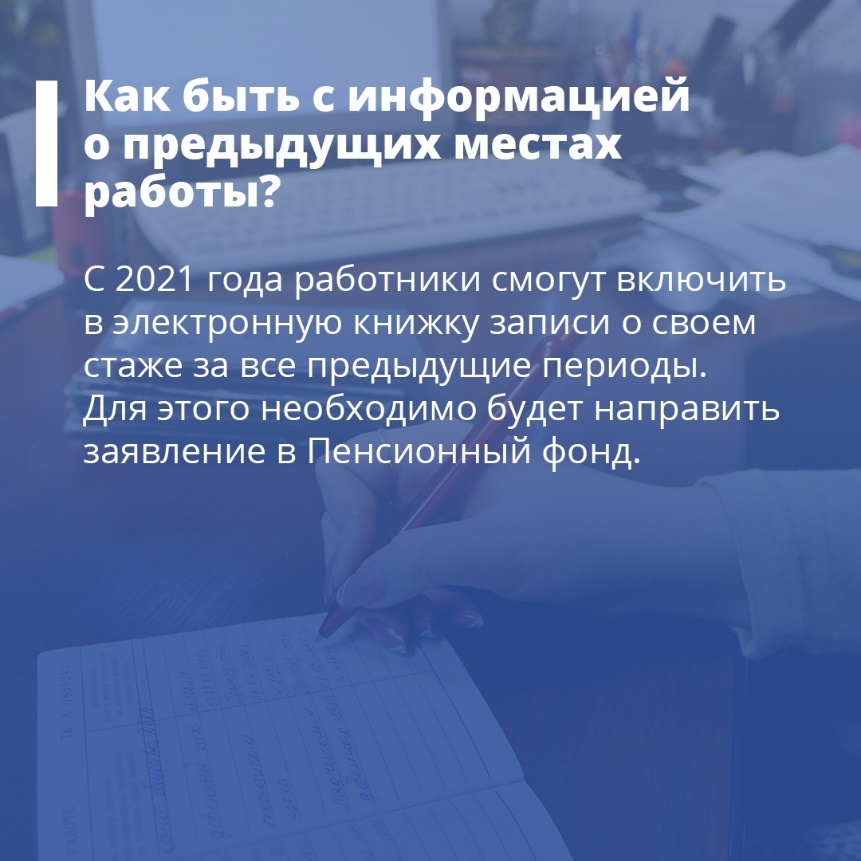 Как быть с информацией
о предыдущих местах
работы?
С 2021 года работники смогут включить
в электронную книжку записи о своем
стаже за все предыдущие периоды.
Для этого необходимо будет направить
заявление в Пенсионный фонд.